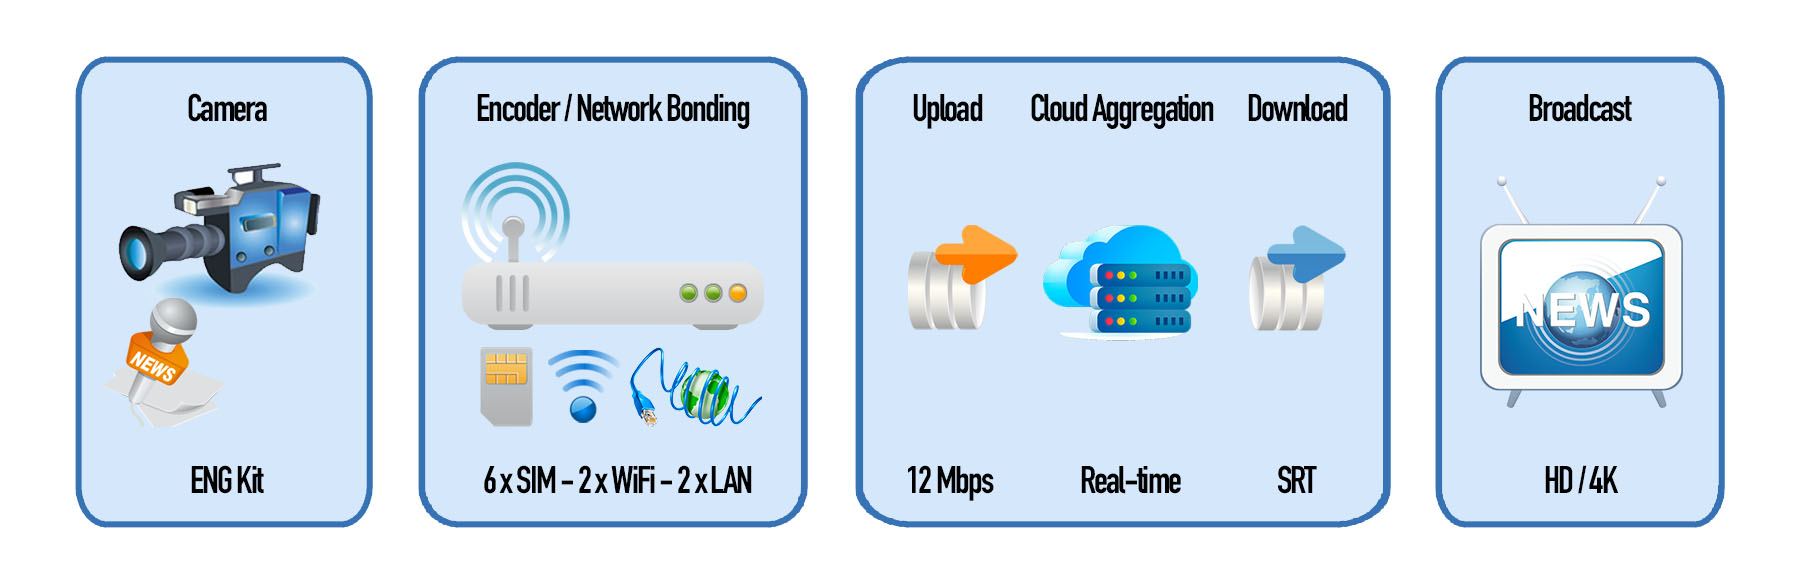 Camera
NEWS
ENG Kit
Encoder / Network Bonding
6 x SIM – 2 x WiFi – 2 x LAN
Upload Cloud Aggregation Download
12 Mbps Real-time SRT
Broadcast
NEWS
HD / 4K